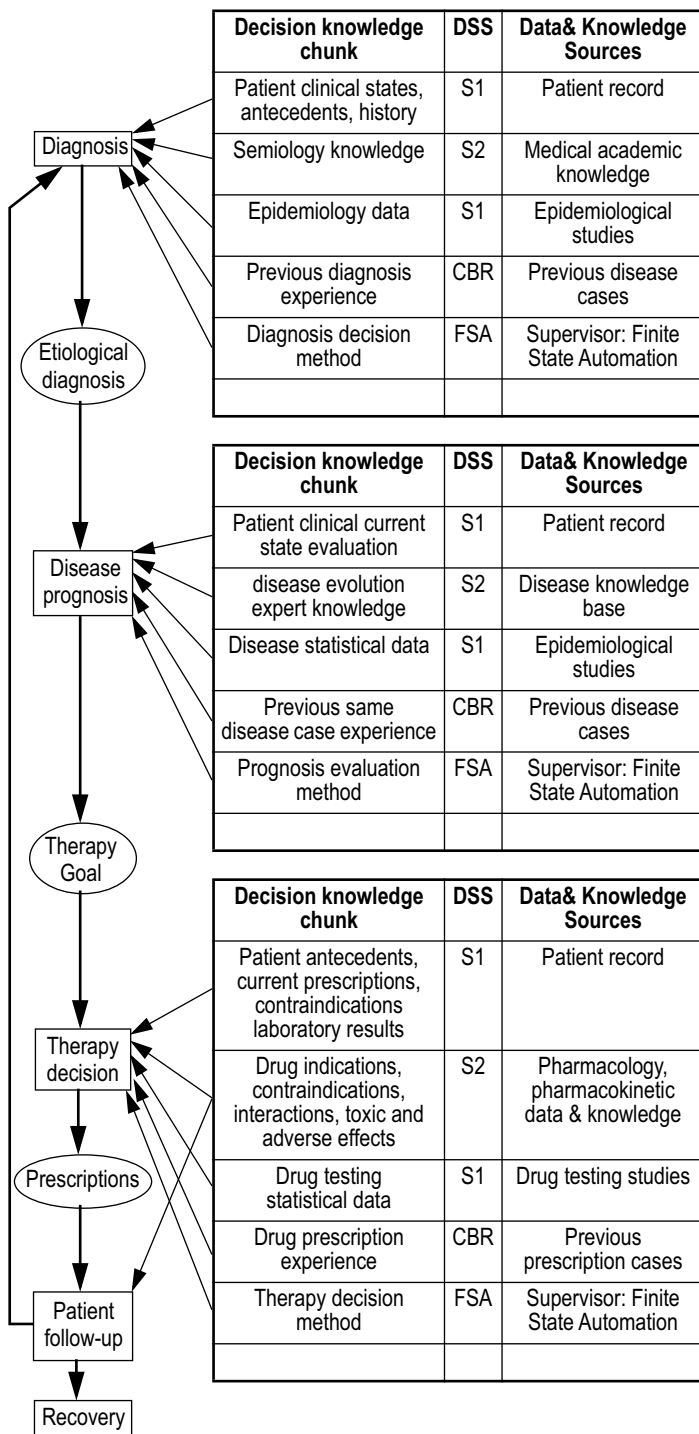 Decision knowledge chunk DSS Data& Knowledge Sources
Patient clinical states, antecedents, history S1 Patient record
Semiology knowledge S2 Medical academic knowledge
Epidemiology data S1 Epidemiological studies
Previous diagnosis experience CBR Previous disease cases
Diagnosis decision method FSA Supervisor: Finite State Automation
Diagnosis
Etiological
diagnosis
Decision knowledge chunk DSS Data& Knowledge Sources
Patient clinical current state evaluation S1 Patient record
disease evolution expert knowledge S2 Disease knowledge base
Disease statistical data S1 Epidemiological studies
Previous same disease case experience CBR Previous disease cases
Prognosis evaluation method FSA Supervisor: Finite State Automation
Disease
prognosis
Therapy
Goal
Decision knowledge chunk DSS Data& Knowledge Sources
Patient antecedents, current prescriptions, contraindications laboratory results S1 Patient record
Drug indications, contraindications, interactions, toxic and adverse effects S2 Pharmacology, pharmacokinetic data & knowledge
Drug testing statistical data S1 Drug testing studies
Drug prescription experience CBR Previous prescription cases
Therapy decision method FSA Supervisor: Finite State Automation
Therapy
decision
Prescriptions
Patient
follow-up
Recovery